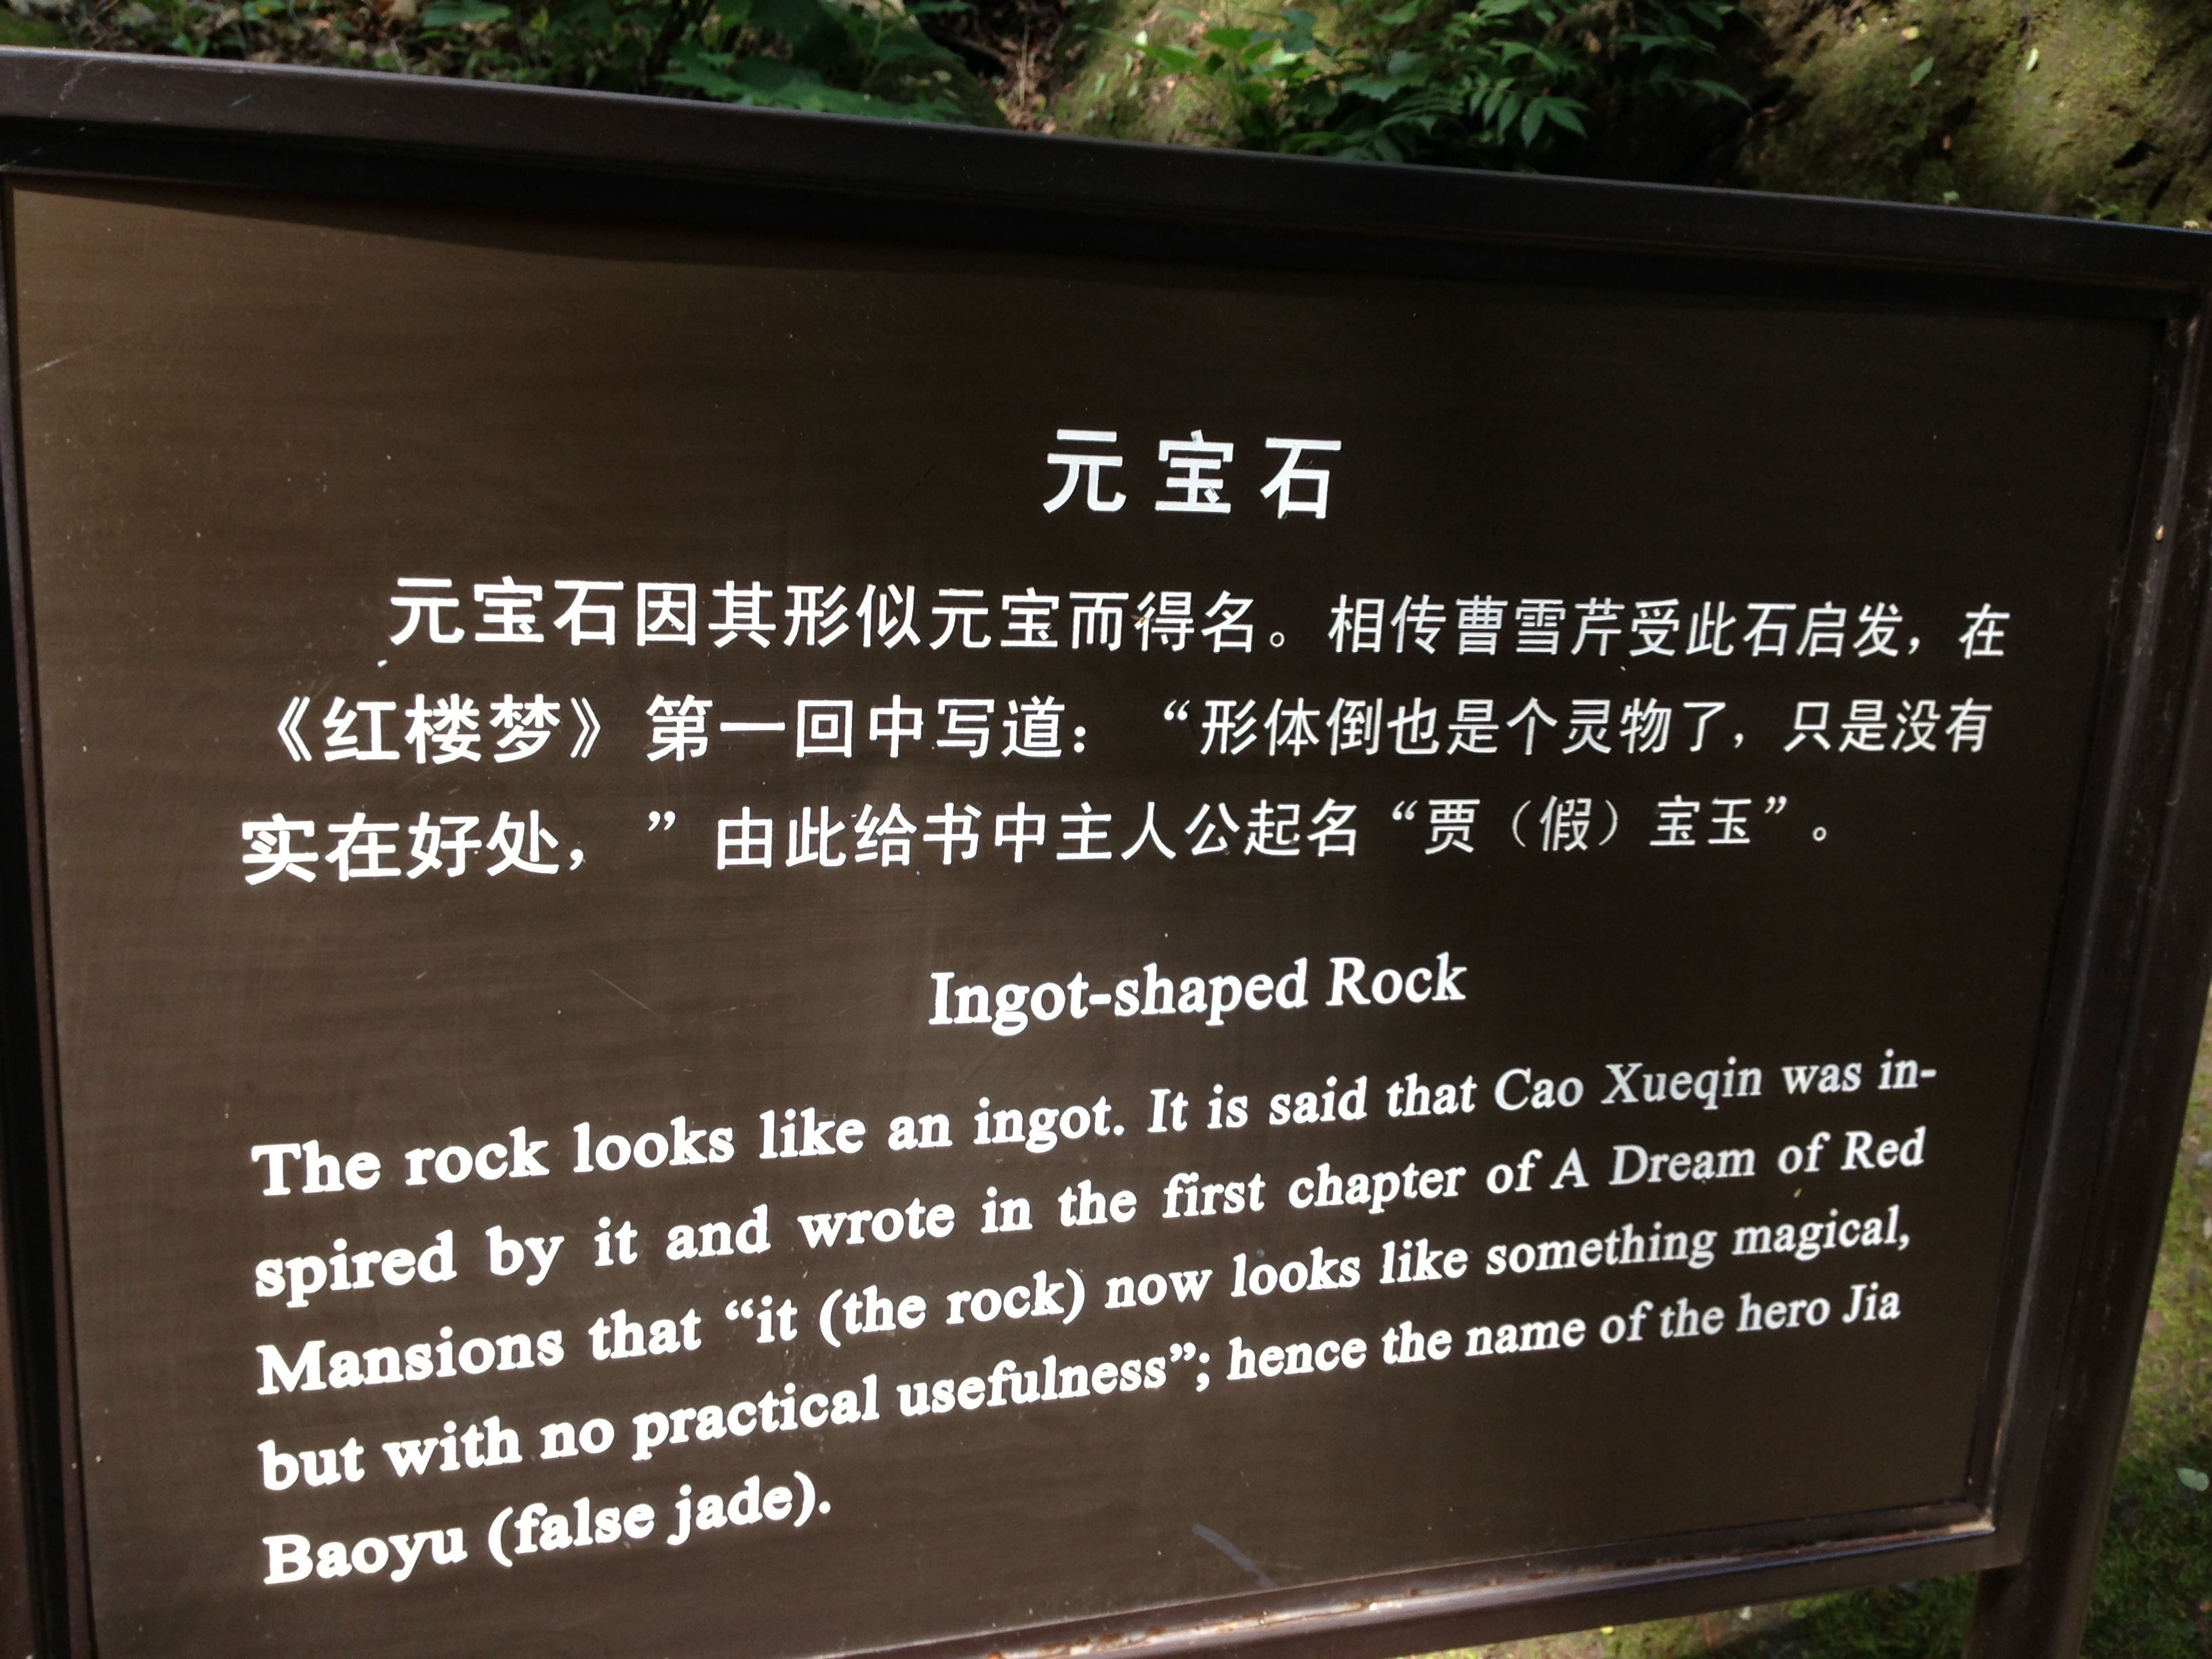 元宝石
元宝石因其形似元宝而得名。相传曹雪芹受此石启发，在
《红楼梦》第一回中写道：“形体倒也是个灵物了，只是没有
实在好处，”由此给书中主人公起名“贾（假）宝玉”。
Ingot-shaped Rock
The rock looks like an ingot. It is said that Cao Xueqin was in-
spired by it and wrote in the first chapter of A Dream of Red
Mansions that “it (the rock) now looks like something magical,
but with no practical usefulness”; hence the name of the hero Jia
Baoyu (false jade).